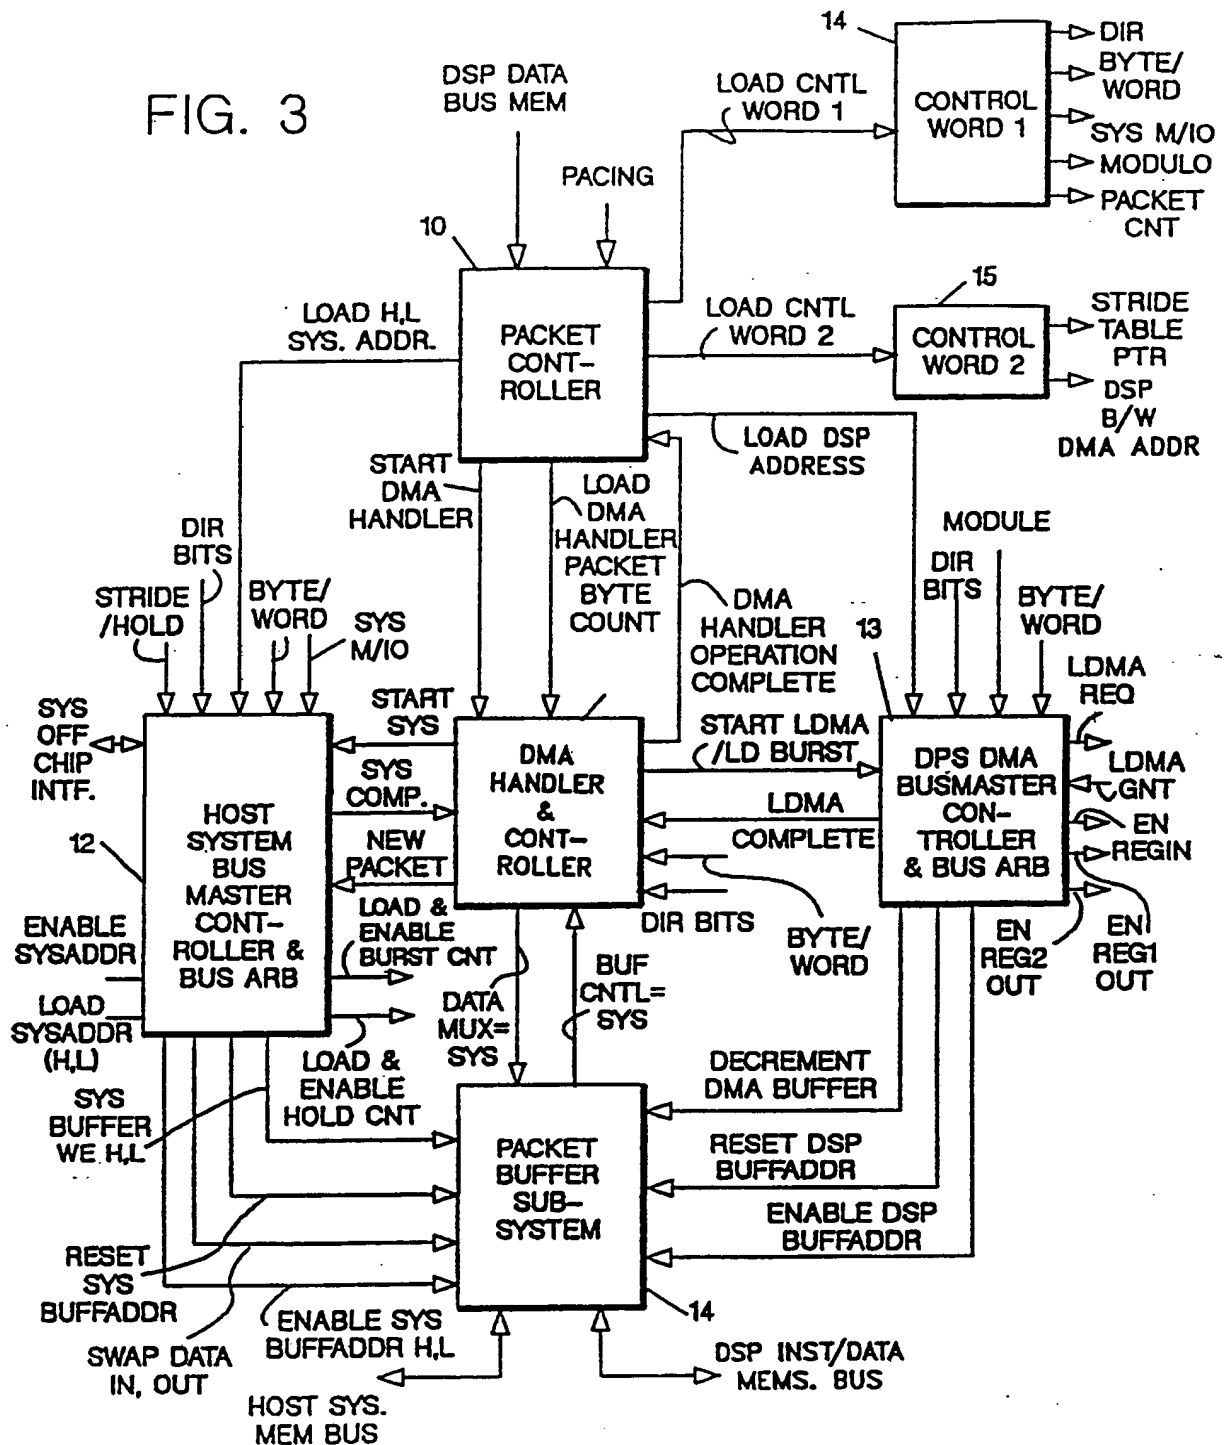 FIG. 3
DSP DATA
BUS MEM
PACING
LOAD CNTL
WORD 1
14
CONTROL
WORD 1
DIR
BYTE/
WORD
SYS M/IO
MODULO
PACKET
CNT
10
PACKET
CONT-
ROLLER
LOAD H,L
SYS. ADDR.
LOAD CNTL
WORD 2
15
CONTROL
WORD 2
STRIDE
TABLE
PTR
DSP
B/W
DMA ADDR
LOAD DSP
ADDRESS
START
DMA
HANDLER
LOAD
DMA
HANDLER
PACKET
BYTE
COUNT
DMA
HANDLER
OPERATION
COMPLETE
DIR
BITS
STRIDE
/HOLD
BYTE/
WORD
SYS
M/IO
MODULE
DIR
BITS
BYTE/
WORD
13
LDMA
REQ
SYS
OFF
CHIP
INTF.
START
SYS
SYS
COMP.
NEW
PACKET
DMA
HANDLER
&
CONT-
ROLLER
START LDMA
/LD BURST
LDMA
COMPLETE
DPS DMA
BUSMASTER
CON-
TROLLER
& BUS ARB
LDMA
GNT
EN
REGIN
12
HOST
SYSTEM
BUS
MASTER
CONT-
ROLLER &
BUS ARB
LOAD &
ENABLE
BURST CNT
DIR BITS
BYTE/
WORD
EN
REG2
OUT
EN
REG1
OUT
ENABLE
SYSADDR
LOAD
SYSADDR
(H,L)
LOAD &
ENABLE
HOLD CNT
DATA
MUX=
SYS
BUF
CNTL=
SYS
DECREMENT
DMA BUFFER
SYS
BUFFER
WE H,L
PACKET
BUFFER
SUB-
SYSTEM
RESET DSP
BUFFADDR
ENABLE DSP
BUFFADDR
RESET
SYS
BUFFADDR
ENABLE SYS
BUFFADDR H,L
14
SWAP DATA
IN, OUT
HOST SYS.
MEM BUS
DSP INST/DATA
MEMS. BUS